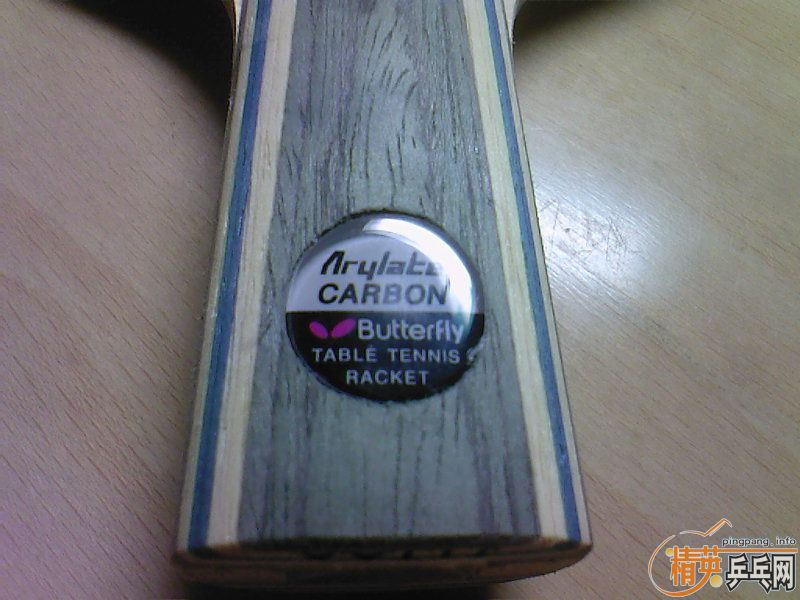 Arylate
CARBON
Butterfly
TABLE TENNIS
RACKET
pingpang.info
精英乒乓网